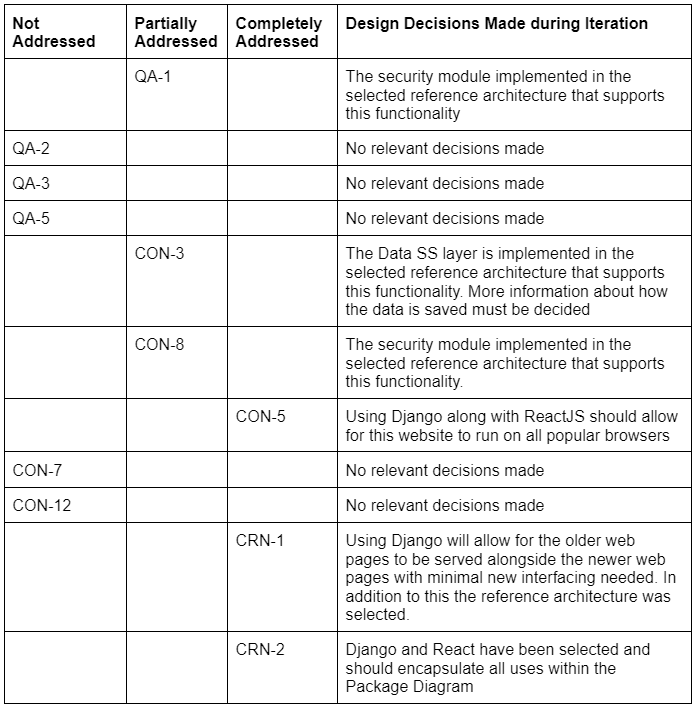 Not Addressed
Partially Addressed
Completely Addressed
Design Decisions Made during Iteration
QA-1
The security module implemented in the
selected reference architecture that supports
this functionality
QA-2
No relevant decisions made
QA-3
No relevant decisions made
QA-5
No relevant decisions made
CON-3
The Data SS layer is implemented in the
selected reference architecture that supports
this functionality. More information about how
the data is saved must be decided
CON-8
The security module implemented in the
selected reference architecture that supports
this functionality.
CON-5
Using Django along with ReactJS should allow
for this website to run on all popular browsers
CON-7
No relevant decisions made
CON-12
No relevant decisions made
CRN-1
Using Django will allow for the older web
pages to be served alongside the newer web
pages with minimal new interfacing needed. In
addition to this the reference architecture was
selected.
CRN-2
Django and React have been selected and
should encapsulate all uses within the
Package Diagram